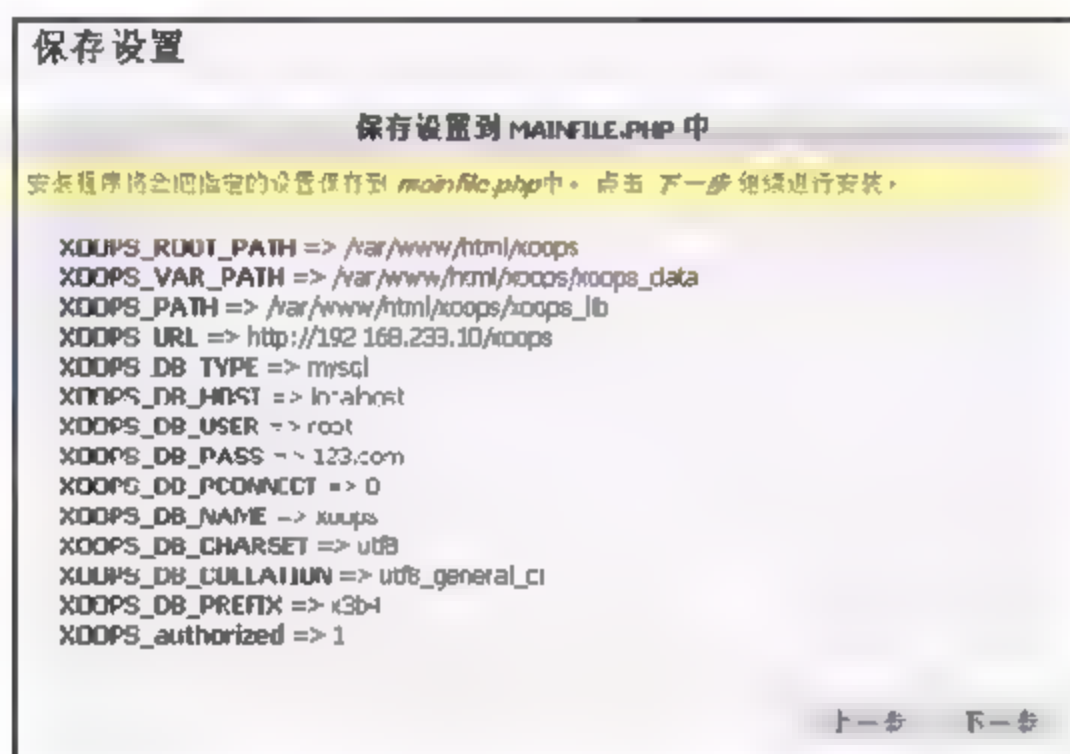 保存设置
保存设置到 MAINFILE.PHP 中
安装程序将会把指定的设置保存到 mainfile.php中。 点击 下一步 继续进行安装。
XOOPS_ROOT_PATH => /var/www/html/xoops
XOOPS_VAR_PATH => /var/www/html/xoops/xoops_data
XOOPS_PATH => /var/www/html/xoops/xoops_lib
XOOPS_URL => http://192.168.233.10/xoops
XOOPS_DB_TYPE => mysql
XOOPS_DB_HOST => localhost
XOOPS_DB_USER => root
XOOPS_DB_PASS => 123.com
XOOPS_DB_PCONNECT => 0
XOOPS_DB_NAME => xoops
XOOPS_DB_CHARSET => utf8
XOOPS_DB_COLLATION => utf8_general_ci
XOOPS_DB_PREFIX => x3b4
XOOPS_authorized => 1
上一步 下一步